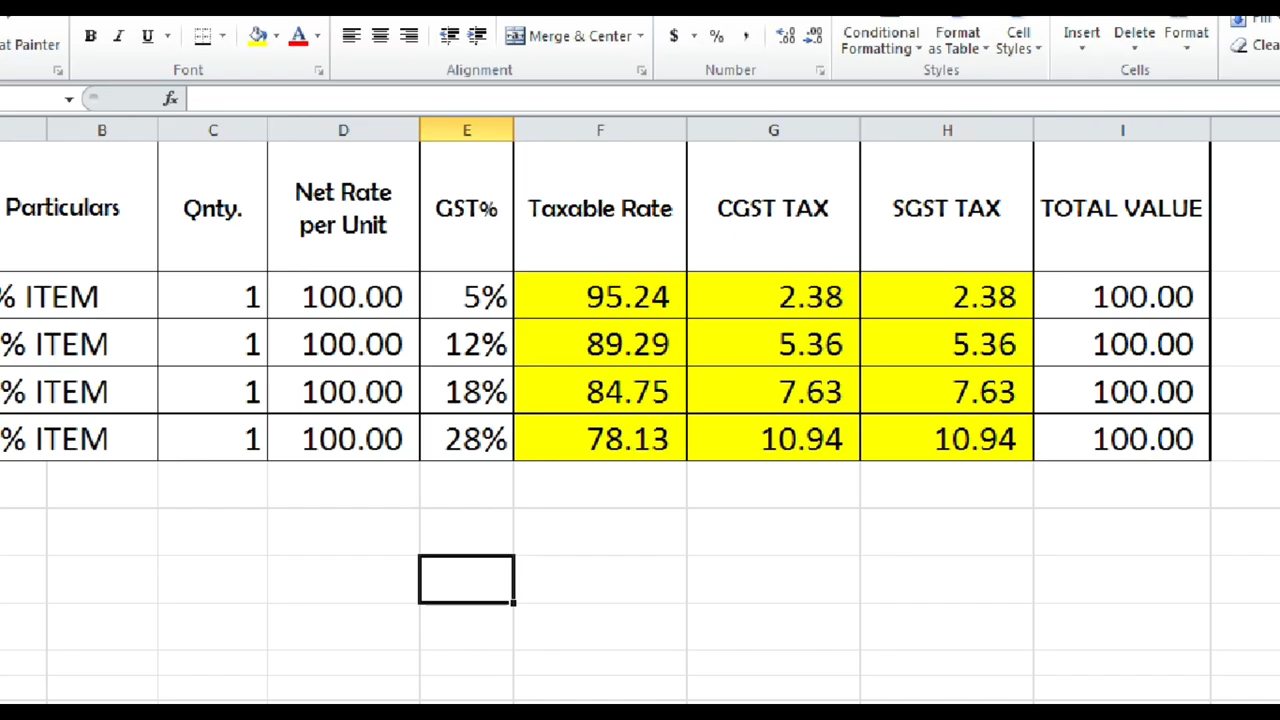 at Painter B I U A Merge & Center $ % , Conditional Format Cell Insert Delete Format
Formatting as Table Styles Clea
Font Alignment Number Styles Cells
fx
B C D E F G H I
Particulars Qnty. Net Rate per Unit GST% Taxable Rate CGST TAX SGST TAX TOTAL VALUE
% ITEM 1 100.00 5% 95.24 2.38 2.38 100.00
% ITEM 1 100.00 12% 89.29 5.36 5.36 100.00
% ITEM 1 100.00 18% 84.75 7.63 7.63 100.00
% ITEM 1 100.00 28% 78.13 10.94 10.94 100.00